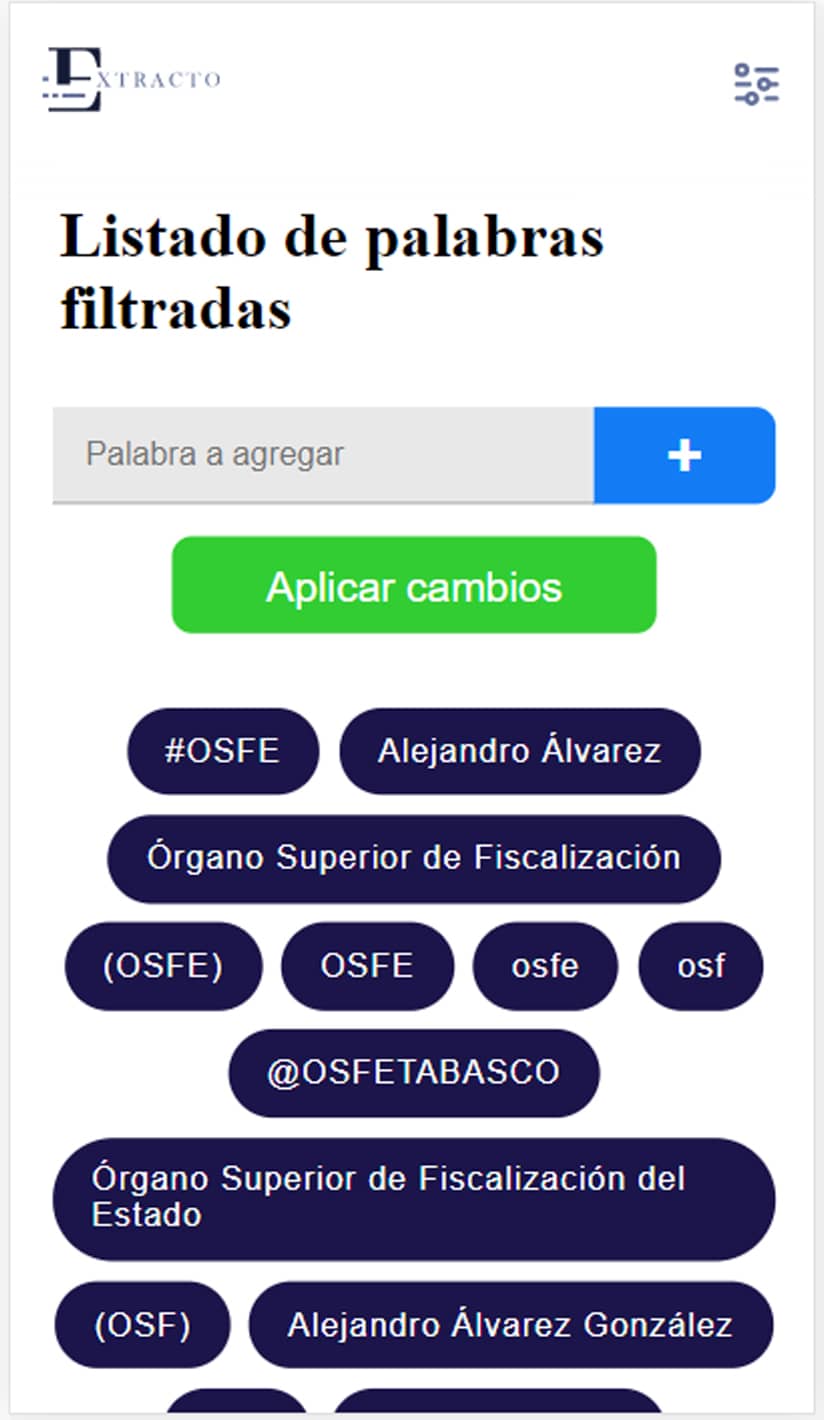 EXTRACTO
Listado de palabras
filtradas
Palabra a agregar
+
Aplicar cambios
#OSFE
Alejandro Álvarez
Órgano Superior de Fiscalización
(OSFE)
OSFE
osfe
osf
@OSFETABASCO
Órgano Superior de Fiscalización del
Estado
(OSF)
Alejandro Álvarez González